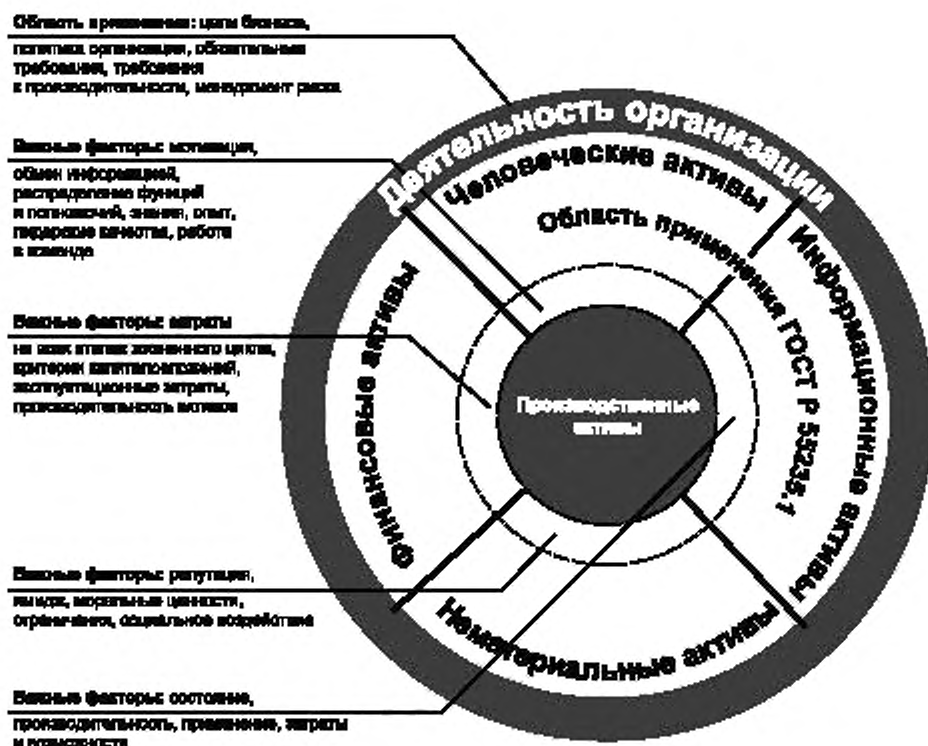 Область применения: цели бизнеса,
политика организации, обязательные
требования, требования
к производительности, менеджмент риска
Важные факторы: мотивация,
обмен информацией,
распределение функций
и полномочий, знания, опыт,
лидерские качества, работа
в команде
Важные факторы: затраты
на всех этапах жизненного цикла,
критерии капиталовложений,
эксплуатационные затраты,
производительность активов
Важные факторы: репутация,
имидж, моральные ценности,
ограничения, социальное воздействие
Важные факторы: состояние,
производительность, применение, затраты
и возможности
Деятельность организации
Человеческие активы
Область применения ГОСТ Р 55235.1
Информационные активы
Финансовые активы
Производственные
активы
Нематериальные активы